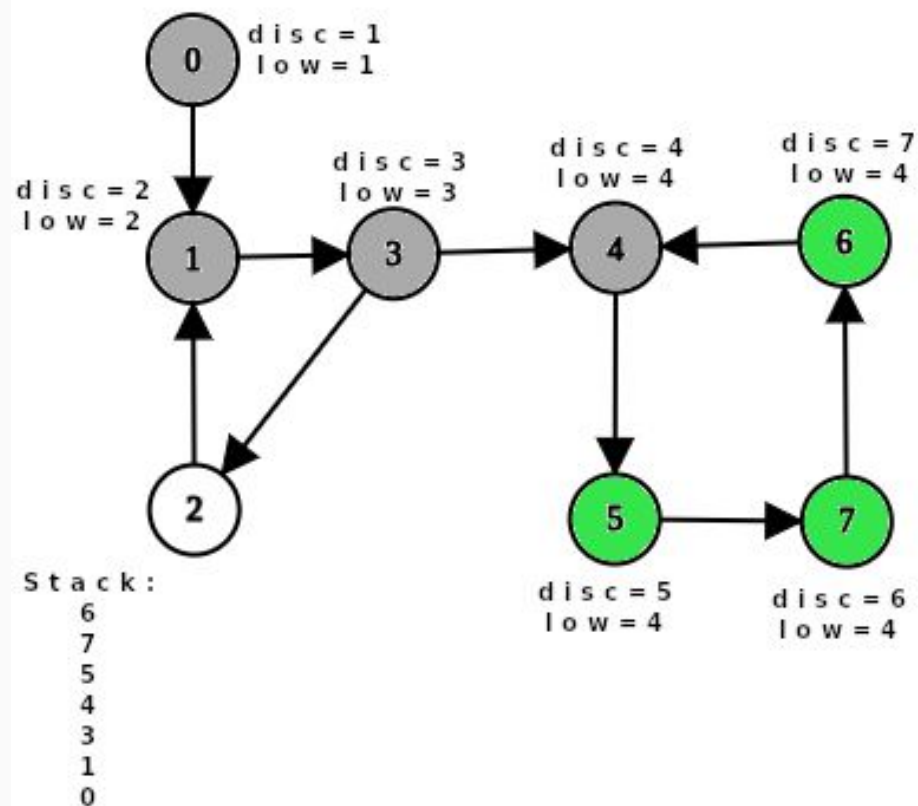 0
disc=1
low=1
disc=2
low=2
1
disc=3
low=3
3
disc=4
low=4
4
disc=7
low=4
6
2
5
disc=5
low=4
7
disc=6
low=4
Stack:
6
7
5
4
3
1
0